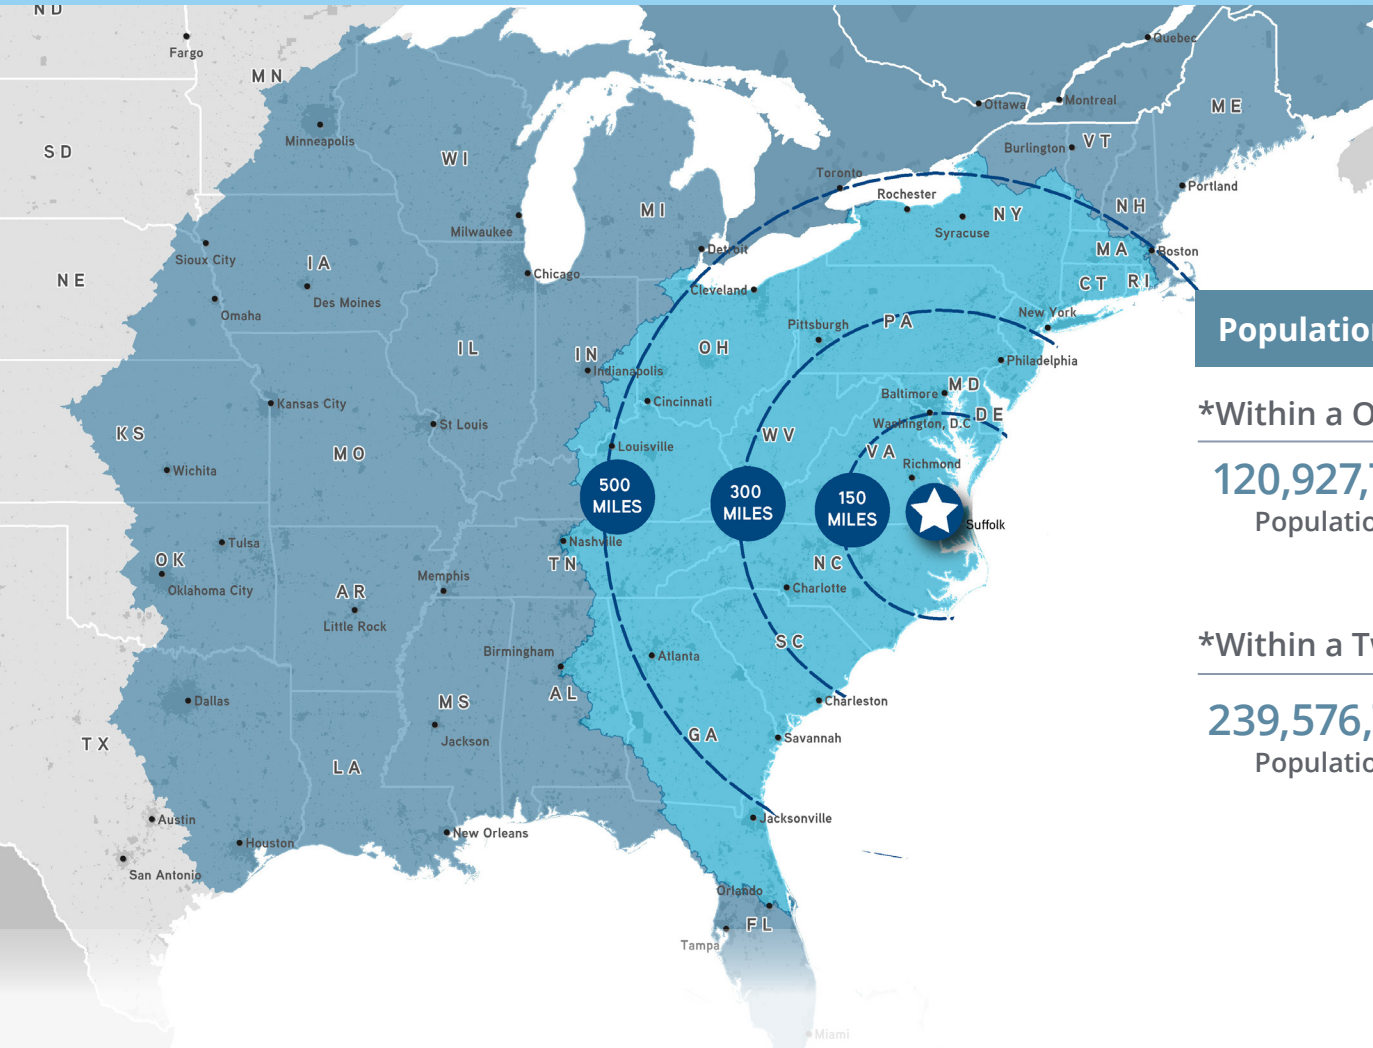 ND
Fargo
MN
Minneapolis
SD
WI
MI
Milwaukee
Sioux City
IA
NE
Des Moines
Omaha
Chicago
Detroit
Toronto
Ottawa
Montreal
Quebec
ME
VT
Burlington
Portland
NH
Rochester
NY
Syracuse
MA
Boston
CT
RI
Cleveland
New York
Pittsburgh
PA
Philadelphia
OH
IL
IN
Indianapolis
Cincinnati
Baltimore
MD
DE
Washington, D.C
Kansas City
St Louis
KS
MO
Wichita
Louisville
WV
VA
Richmond
500
MILES
300
MILES
150
MILES
Suffolk
Tulsa
OK
Oklahoma City
Nashville
TN
NC
Memphis
Charlotte
AR
Little Rock
Birmingham
Atlanta
SC
AL
Dallas
MS
Charleston
Jackson
TX
GA
Savannah
LA
Austin
New Orleans
Jacksonville
Houston
San Antonio
Orlando
FL
Tampa
Miami
Population
*Within a O
120,927,
Populatio
*Within a Tw
239,576,
Populatio